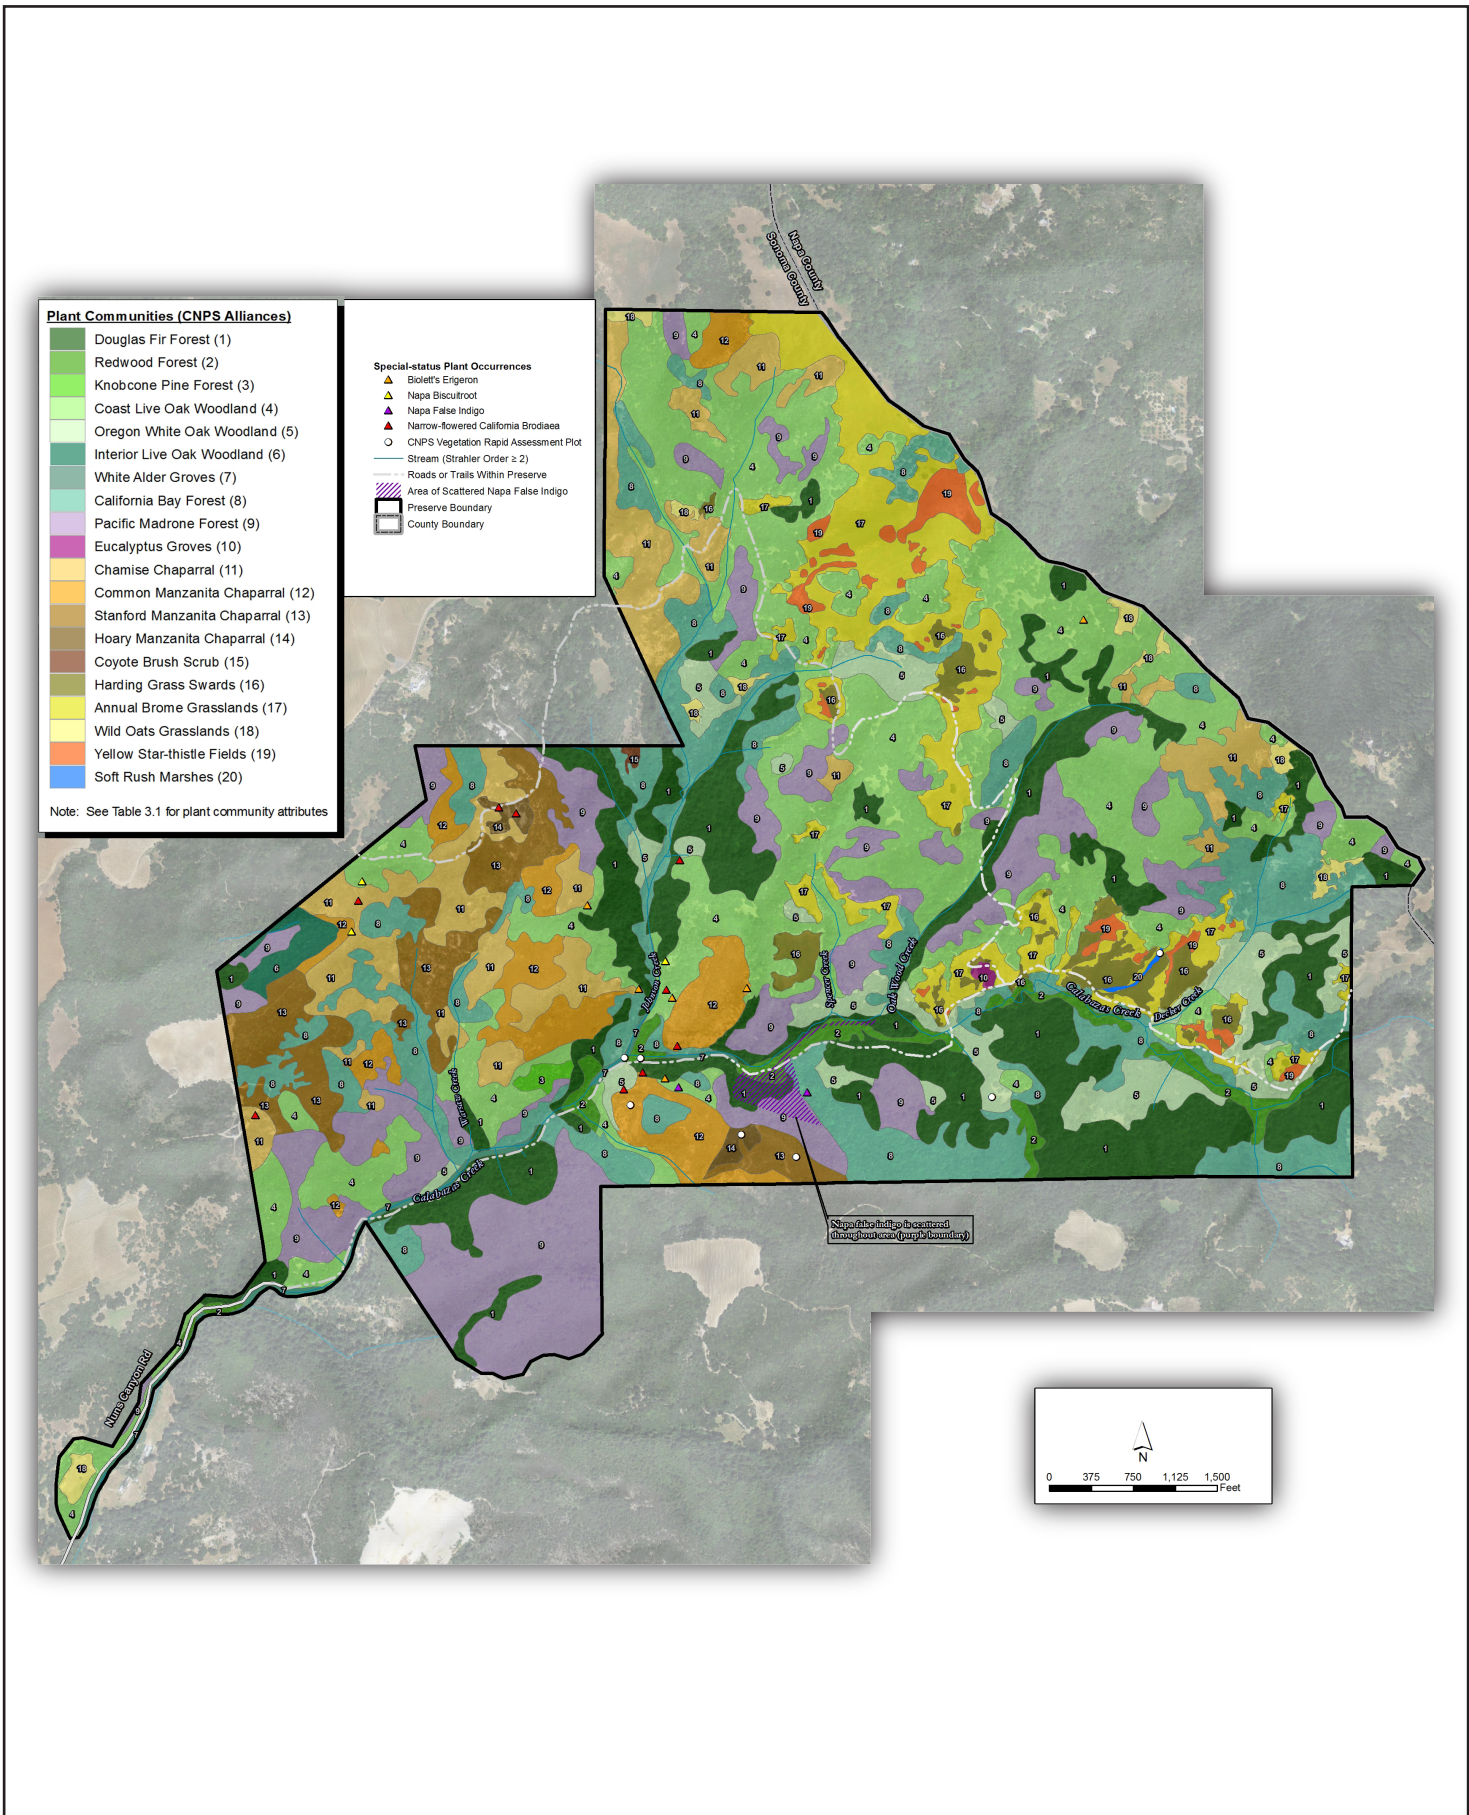 Napa County
Sonoma County
Plant Communities (CNPS Alliances)
Douglas Fir Forest (1)
Redwood Forest (2)
Knobcone Pine Forest (3)
Coast Live Oak Woodland (4)
Oregon White Oak Woodland (5)
Interior Live Oak Woodland (6)
White Alder Groves (7)
California Bay Forest (8)
Pacific Madrone Forest (9)
Eucalyptus Groves (10)
Chamise Chaparral (11)
Common Manzanita Chaparral (12)
Stanford Manzanita Chaparral (13)
Hoary Manzanita Chaparral (14)
Coyote Brush Scrub (15)
Harding Grass Swards (16)
Annual Brome Grasslands (17)
Wild Oats Grasslands (18)
Yellow Star-thistle Fields (19)
Soft Rush Marshes (20)
Note: See Table 3.1 for plant community attributes
Special-status Plant Occurrences
Biolett's Erigeron
Napa Biscuitroot
Napa False Indigo
Narrow-flowered California Brodiaea
CNPS Vegetation Rapid Assessment Plot
Stream (Strahler Order ≥ 2)
Roads or Trails Within Preserve
Area of Scattered Napa False Indigo
Preserve Boundary
County Boundary
Johnson Creek
Spencer Creek
Oak Wood Creek
Calabazas Creek
Decker Creek
Calabazas Creek
Napa false indigo is scattered
throughout area (purple boundary)
Nuns Canyon Rd
N
0 375 750 1,125 1,500
Feet